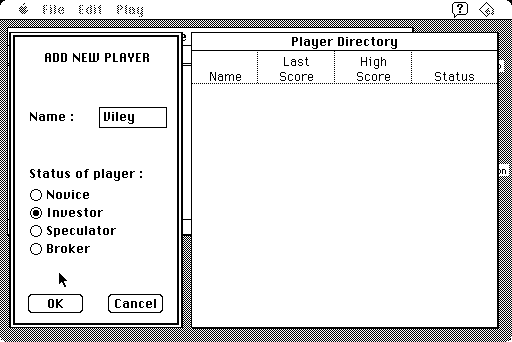 File Edit Play
ADD NEW PLAYER
Name : Viley
Status of player :
Novice
Investor
Speculator
Broker
OK Cancel
Player Directory
Name Last Score High Score Status